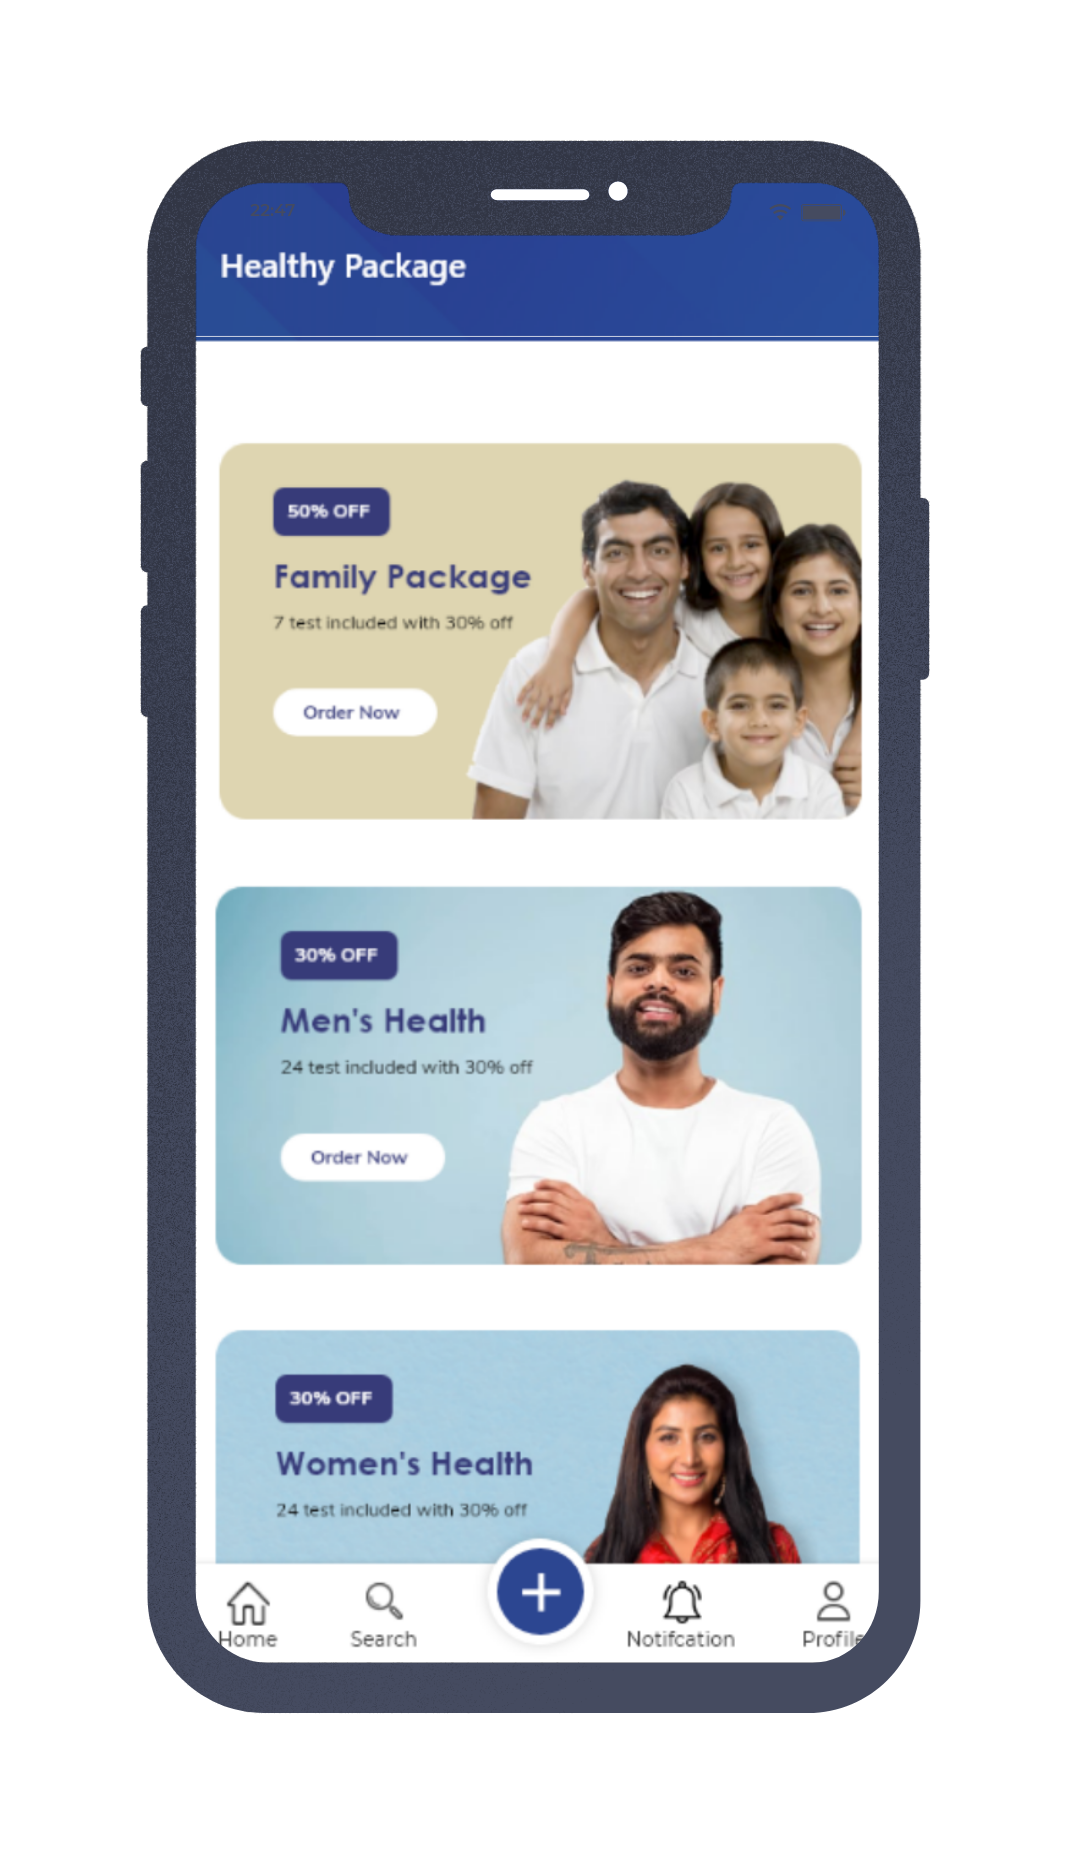 22:47
Healthy Package
50% OFF
Family Package
7 test included with 30% off
Order Now
30% OFF
Men's Health
24 test included with 30% off
Order Now
30% OFF
Women's Health
24 test included with 30% off
Home
Search
Notifcation
Profile